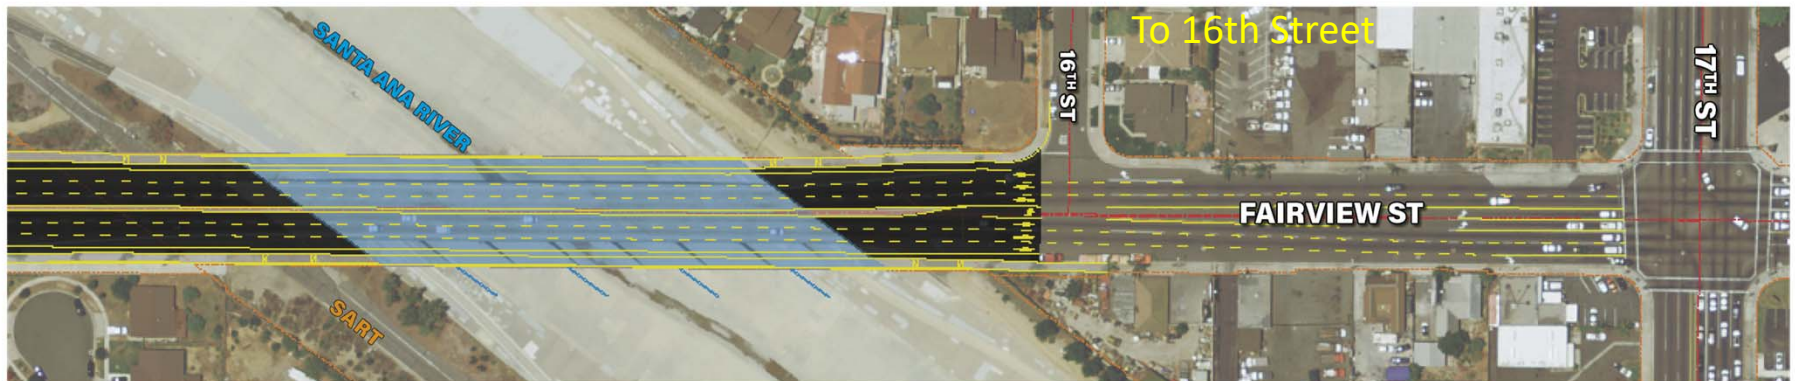 To 16th Street
SANTA ANA RIVER
16TH ST
17TH ST
FAIRVIEW ST
SART